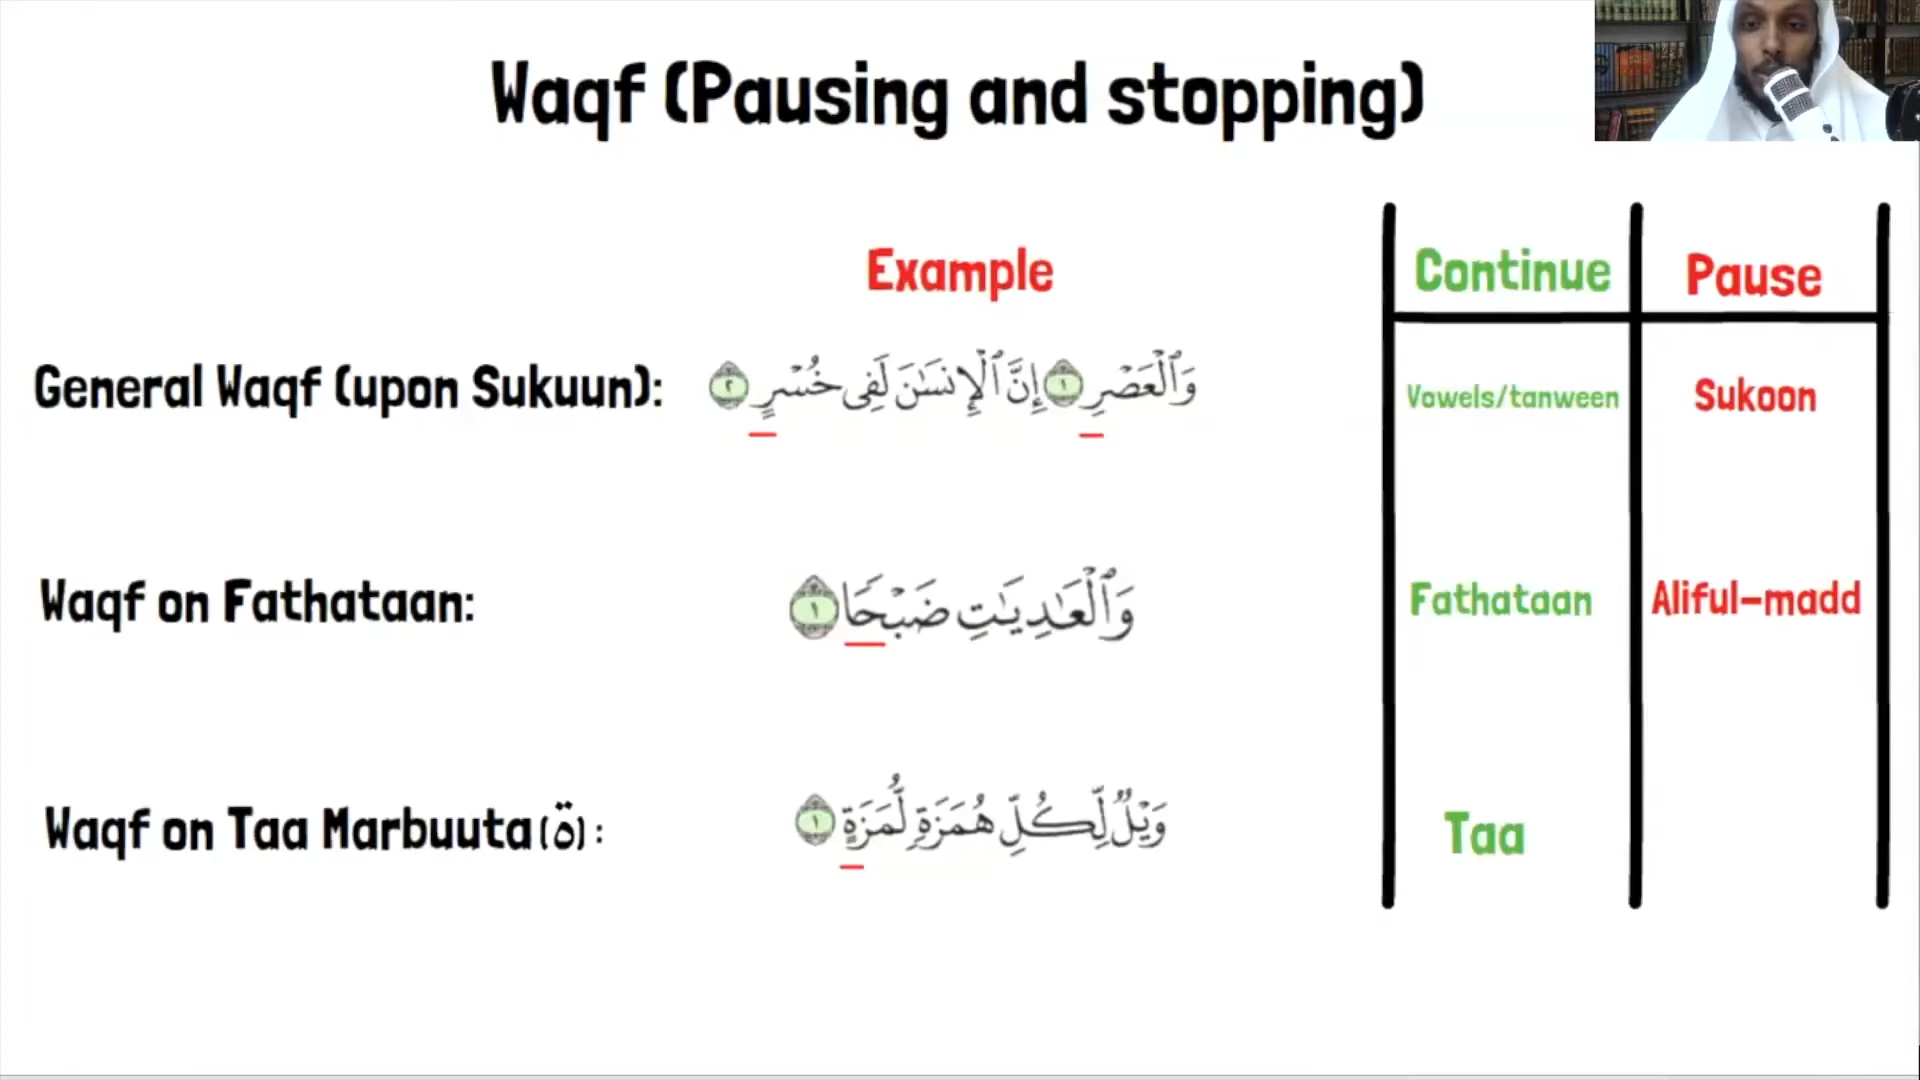 Waqf (Pausing and stopping)
Example
Continue
Pause
General Waqf (upon Sukuun):
وَٱلْعَصْرِ ١ إِنَّ ٱلْإِنسَٰنَ لَفِى خُسْرٍ ٢
Vowels/tanween
Sukoon
Waqf on Fathataan:
وَٱلْعَٰدِيَٰتِ ضَبْحًا ١
Fathataan
Aliful-madd
Waqf on Taa Marbuuta (ة) :
وَيْلٌ لِّكُلِّ هُمَزَةٍ لُّمَزَةٍ ١
Taa